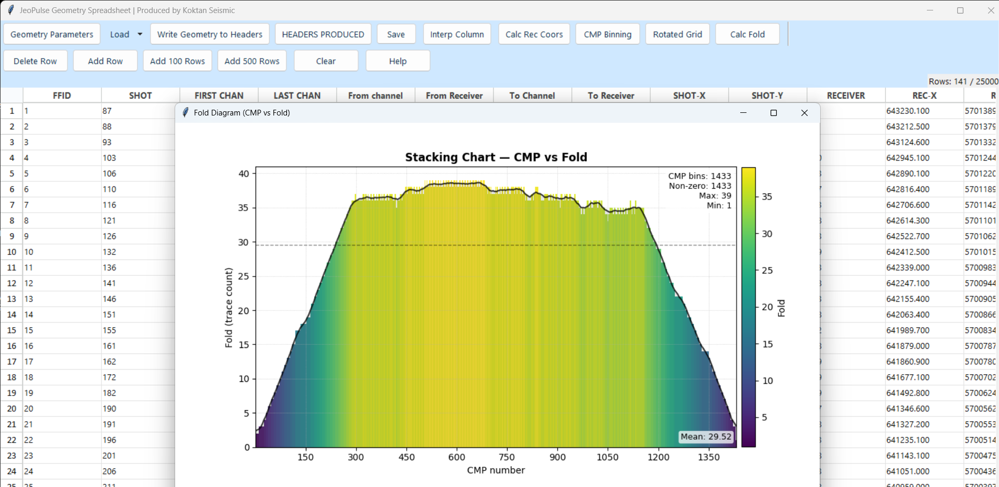 JeoPulse Geometry Spreadsheet | Produced by Koktan Seismic
Geometry Parameters Load Write Geometry to Headers HEADERS PRODUCED Save Interp Column Calc Rec Coors CMP Binning Rotated Grid Calc Fold
Delete Row Add Row Add 100 Rows Add 500 Rows Clear Help
Rows: 141 / 25000
FFID SHOT FIRST CHAN LAST CHAN From channel From Receiver To Channel To Receiver SHOT-X SHOT-Y RECEIVER REC-X R
1 1 87 643230.100 5701389
2 2 88 643212.500 5701379
3 3 93 643124.600 5701332
4 4 103 642945.100 5701244
5 5 106 642890.100 5701220
6 6 110 642816.400 5701189
7 7 116 642706.600 5701142
8 8 121 642614.300 5701101
9 9 126 642522.700 5701062
10 10 132 642412.500 5701015
11 11 136 642339.000 5700983
12 12 141 642247.100 5700944
13 13 146 642155.400 5700905
14 14 151 642063.400 5700866
15 15 155 641989.700 5700834
16 16 161 641879.000 5700787
17 17 162 641860.900 5700780
18 18 172 641677.100 5700702
19 19 182 641492.800 5700624
20 20 190 641346.600 5700562
21 21 191 641327.200 5700553
22 22 196 641235.100 5700514
23 23 201 641143.100 5700475
24 24 206 641051.000 5700436
25 25 211 640959.000 5700397
Fold Diagram (CMP vs Fold)
Stacking Chart — CMP vs Fold
CMP bins: 1433
Non-zero: 1433
Max: 39
Min: 1
40
35
30
25
20
15
10
5
0
Fold (trace count)
Mean: 29.52
150 300 450 600 750 900 1050 1200 1350
CMP number
35
30
25
20
15
10
5
Fold